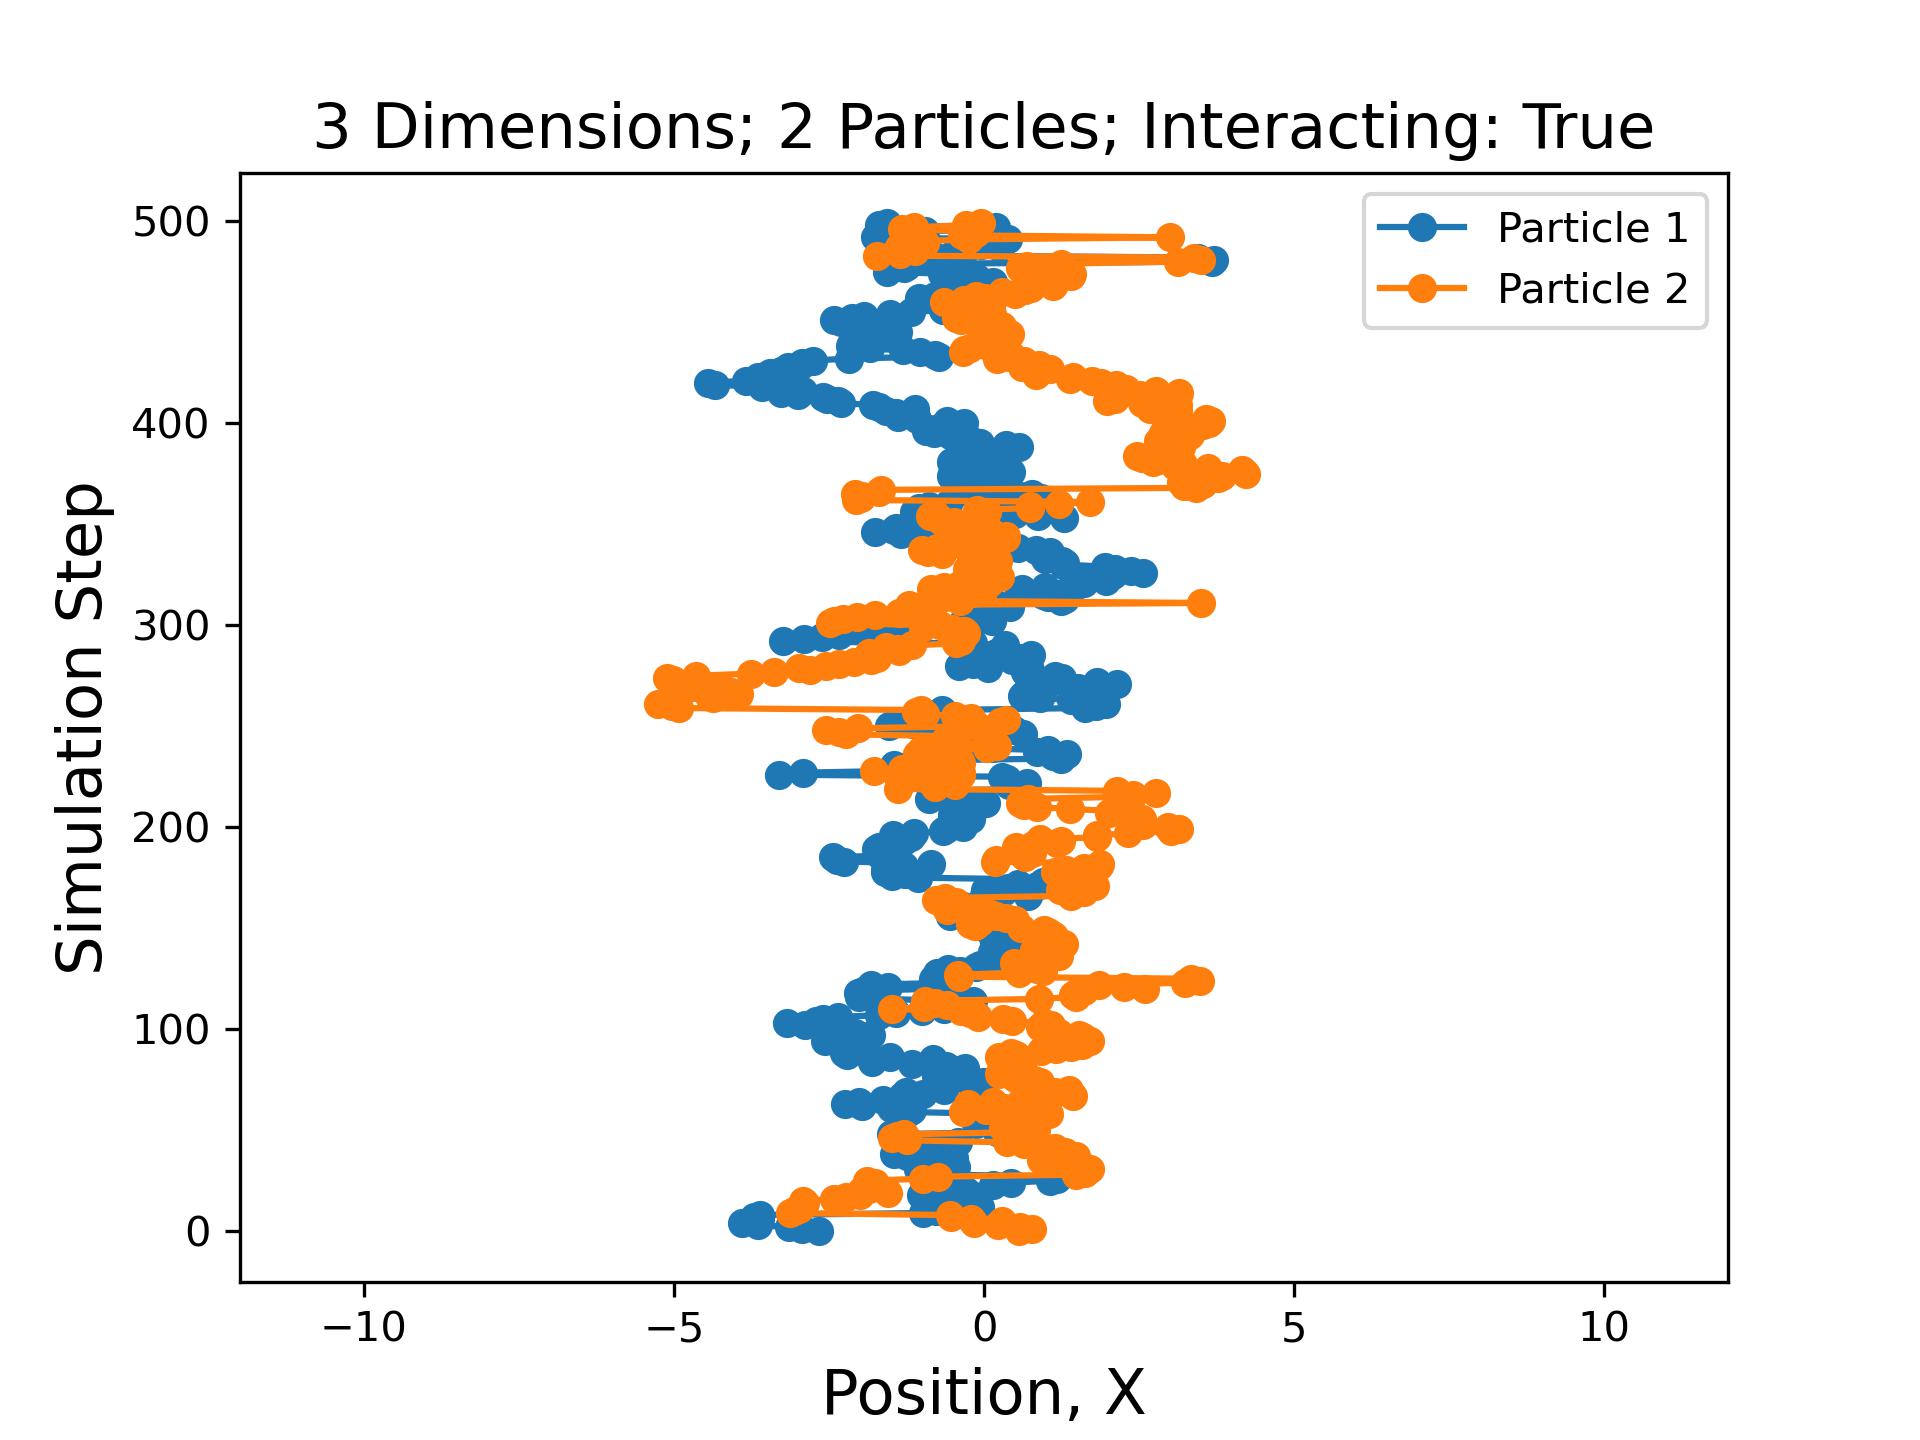 3 Dimensions; 2 Particles; Interacting: True
Particle 1
Particle 2
Simulation Step
500
400
300
200
100
0
−10
−5
0
5
10
Position, X